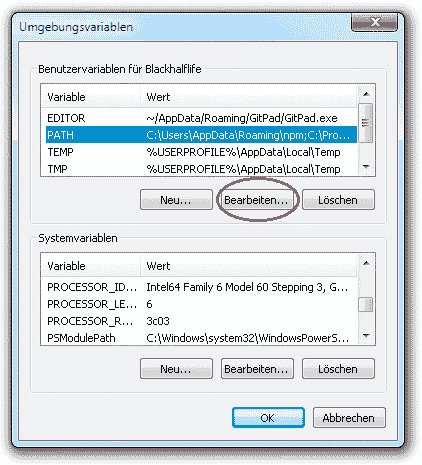 Umgebungsvariablen
Benutzervariablen für Blackhalflife
Variable Wert
EDITOR ~/AppData/Roaming/GitPad/GitPad.exe
PATH C:\Users\AppData\Roaming\npm;C:\Pro...
TEMP %USERPROFILE%\AppData\Local\Temp
TMP %USERPROFILE%\AppData\Local\Temp
Neu... Bearbeiten... Löschen
Systemvariablen
Variable Wert
PROCESSOR_ID... Intel64 Family 6 Model 60 Stepping 3, G...
PROCESSOR_LE... 6
PROCESSOR_R... 3c03
PSModulePath C:\Windows\system32\WindowsPowerS...
Neu... Bearbeiten... Löschen
OK Abbrechen